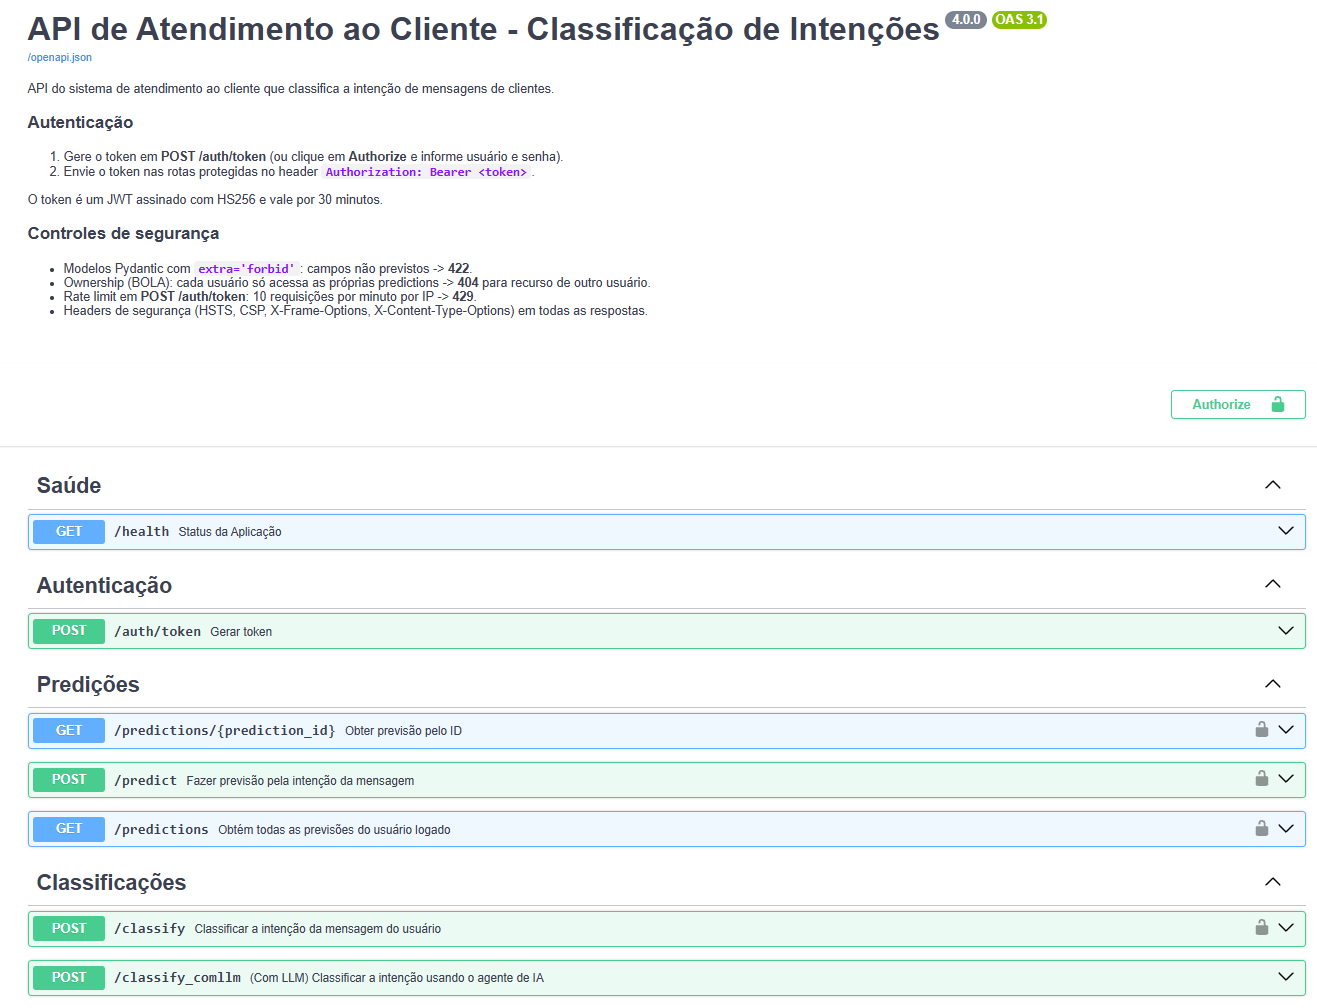 API de Atendimento ao Cliente - Classificação de Intenções 4.0.0 OAS 3.1
/openapi.json
API do sistema de atendimento ao cliente que classifica a intenção de mensagens de clientes.
Autenticação
1. Gere o token em POST /auth/token (ou clique em Authorize e informe usuário e senha).
2. Envie o token nas rotas protegidas no header Authorization: Bearer <token> .
O token é um JWT assinado com HS256 e vale por 30 minutos.
Controles de segurança
• Modelos Pydantic com extra='forbid' : campos não previstos -> 422.
• Ownership (BOLA): cada usuário só acessa as próprias predictions -> 404 para recurso de outro usuário.
• Rate limit em POST /auth/token: 10 requisições por minuto por IP -> 429.
• Headers de segurança (HSTS, CSP, X-Frame-Options, X-Content-Type-Options) em todas as respostas.
Authorize
Saúde
GET /health Status da Aplicação
Autenticação
POST /auth/token Gerar token
Predições
GET /predictions/{prediction_id} Obter previsão pelo ID
POST /predict Fazer previsão pela intenção da mensagem
GET /predictions Obtém todas as previsões do usuário logado
Classificações
POST /classify Classificar a intenção da mensagem do usuário
POST /classify_comllm (Com LLM) Classificar a intenção usando o agente de IA